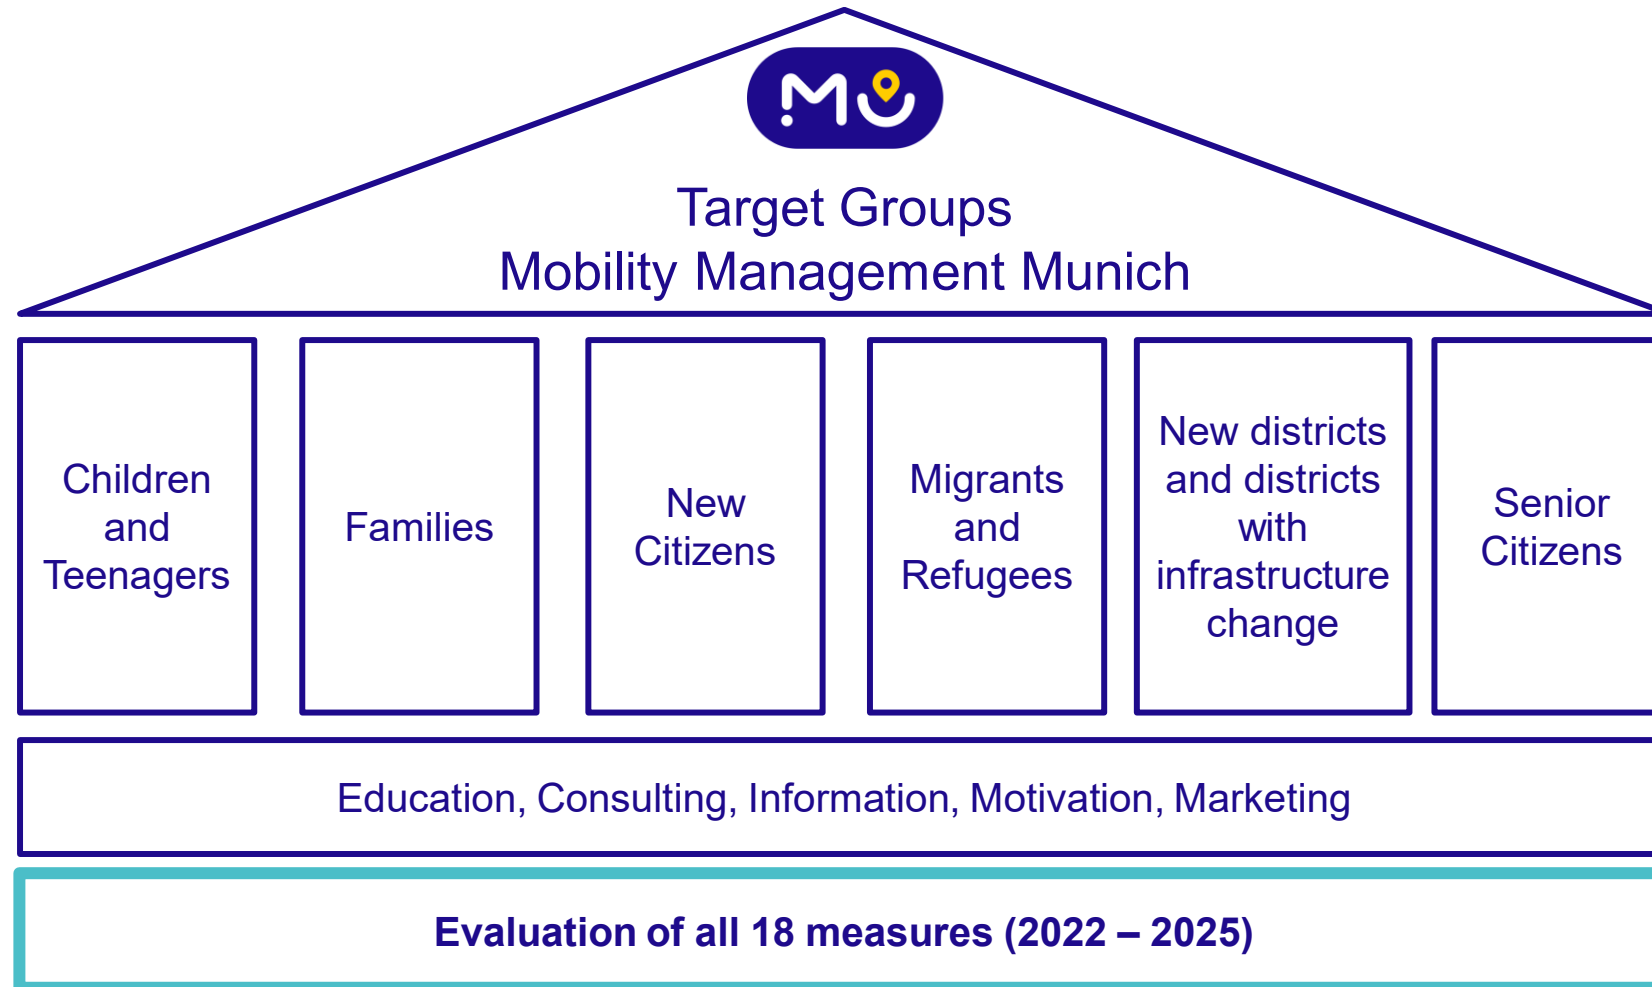 MU
Target Groups
Mobility Management Munich
Children
and
Teenagers
Families
New
Citizens
Migrants
and
Refugees
New districts
and districts
with
infrastructure
change
Senior
Citizens
Education, Consulting, Information, Motivation, Marketing
Evaluation of all 18 measures (2022 – 2025)